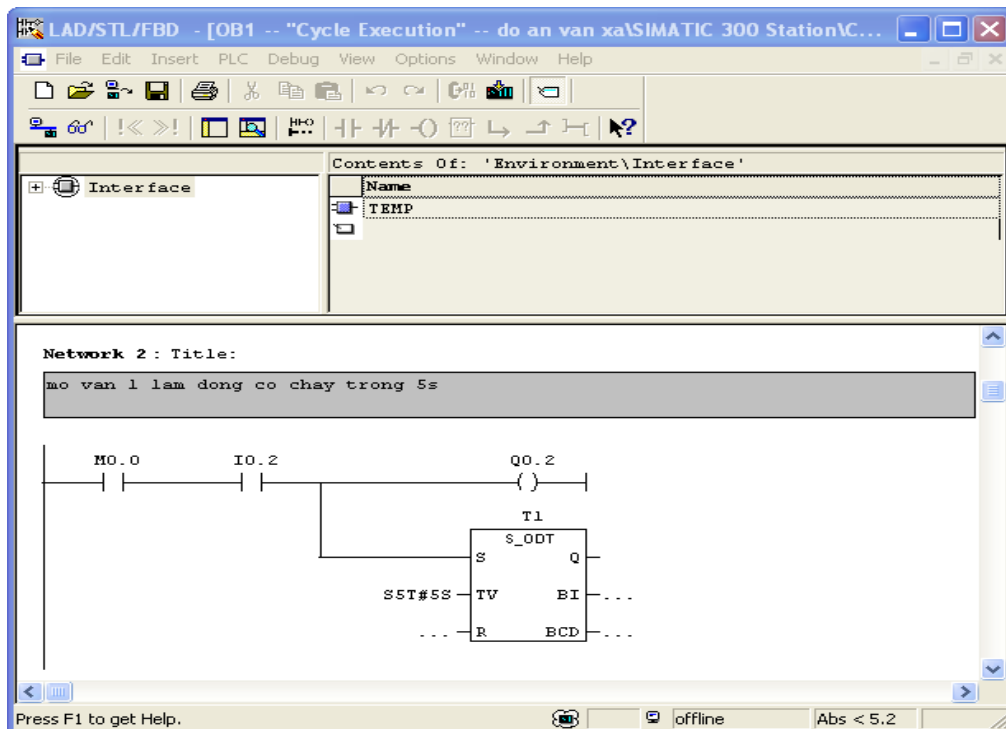 LAD/STL/FBD - [OB1 -- "Cycle Execution" -- do an van xa\SIMATIC 300 Station\C...
File Edit Insert PLC Debug View Options Window Help
!≪ ≫! ??
Contents Of: 'Environment\Interface'
Interface
Name
TEMP
Network 2 : Title:
mo van 1 lam dong co chay trong 5s
M0.0 I0.2 Q0.2
T1
S_ODT
S Q
S5T#5S TV BI ...
... R BCD ...
Press F1 to get Help. offline Abs < 5.2